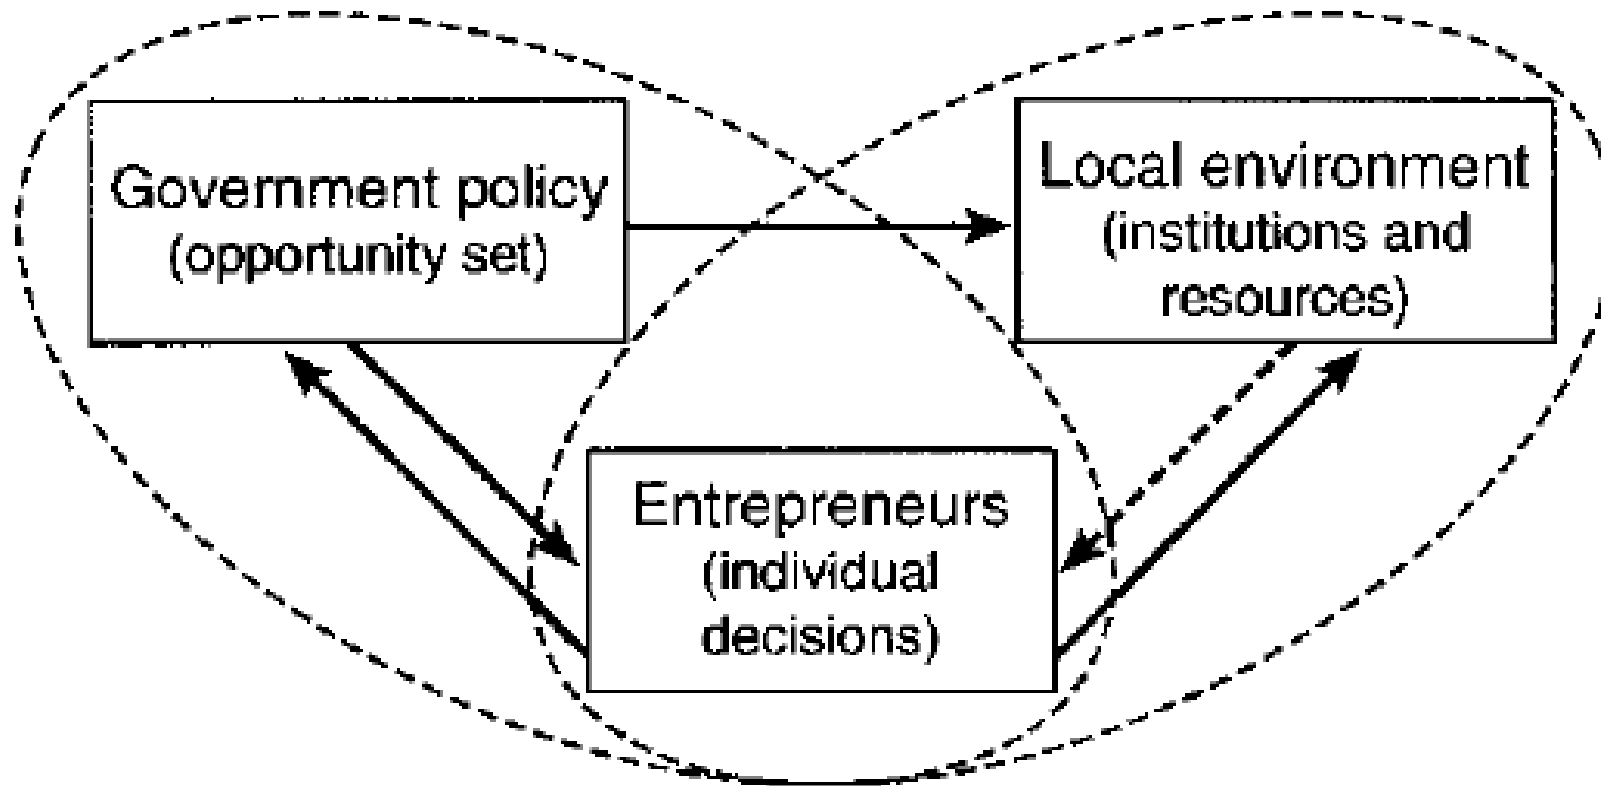 Government policy
(opportunity set)
Local environment
(institutions and
resources)
Entrepreneurs
(individual
decisions)